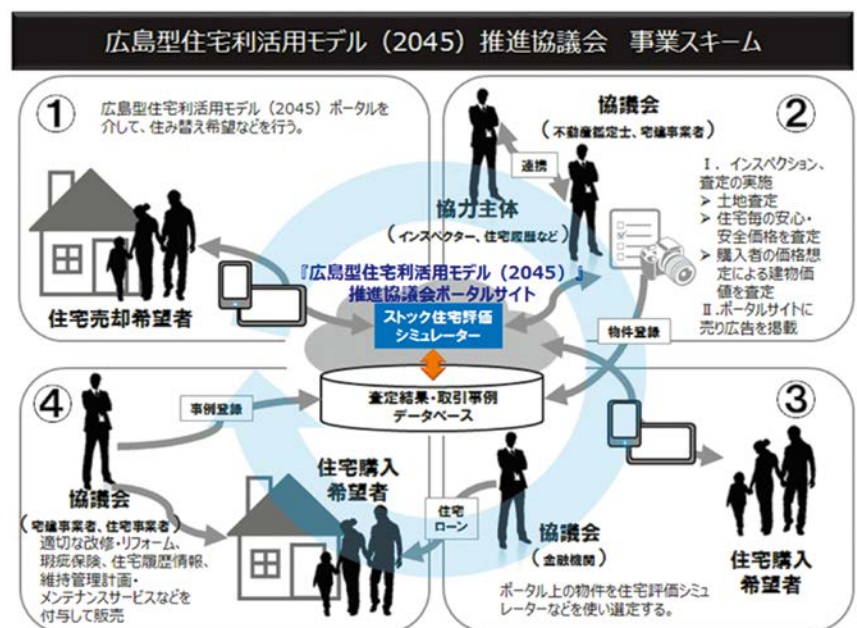 広島型住宅利活用モデル（2045）推進協議会　事業スキーム
①
広島型住宅利活用モデル（2045）ポータルを
介して、住み替え希望などを行う。
住宅売却希望者
②
協議会
（不動産鑑定士、宅建事業者）
連携
協力主体
（インスペクター、住宅履歴など）
Ⅰ．インスペクション、
査定の実施
➢ 土地査定
➢ 住宅毎の安心・
安全価格を査定
➢ 購入者の価格想
定による建物価
値を査定
Ⅱ.ポータルサイトに
売り広告を掲載
『広島型住宅利活用モデル（2045）』
推進協議会ポータルサイト
ストック住宅評価
シミュレーター
物件登録
査定結果・取引事例
データベース
③
住宅購入
希望者
協議会
（金融機関）
住宅
ローン
ポータル上の物件を住宅評価シミュ
レーターなどを使い選定する。
④
事例登録
協議会
（宅建事業者、住宅事業者）
適切な改修・リフォーム、
瑕疵保険、住宅履歴情報、
維持管理計画・
メンテナンスサービスなどを
付与して販売
住宅購入
希望者